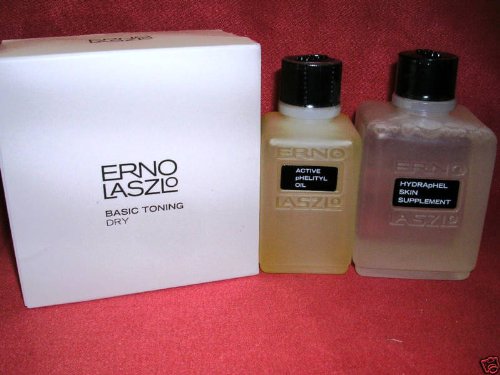 ERNO
LASZLO
BASIC TONING
DRY
ERNO
ACTIVE
pHELITYL
OIL
LASZLO
ERNO
HYDRApHEL
SKIN
SUPPLEMENT
LASZLO